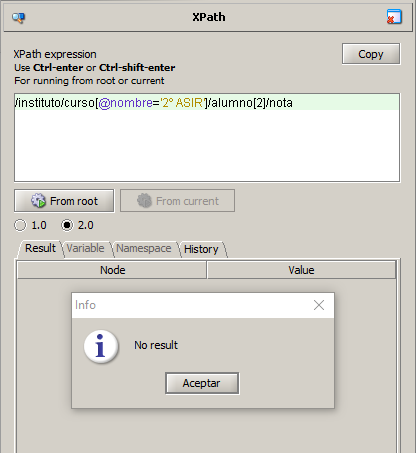 XPath
XPath expression
Copy
Use Ctrl-enter or Ctrl-shift-enter
For running from root or current
/instituto/curso[@nombre='2º ASIR']/alumno[2]/nota
From root
From current
1.0
2.0
Result
Variable
Namespace
History
Node
Value
Info
No result
Aceptar